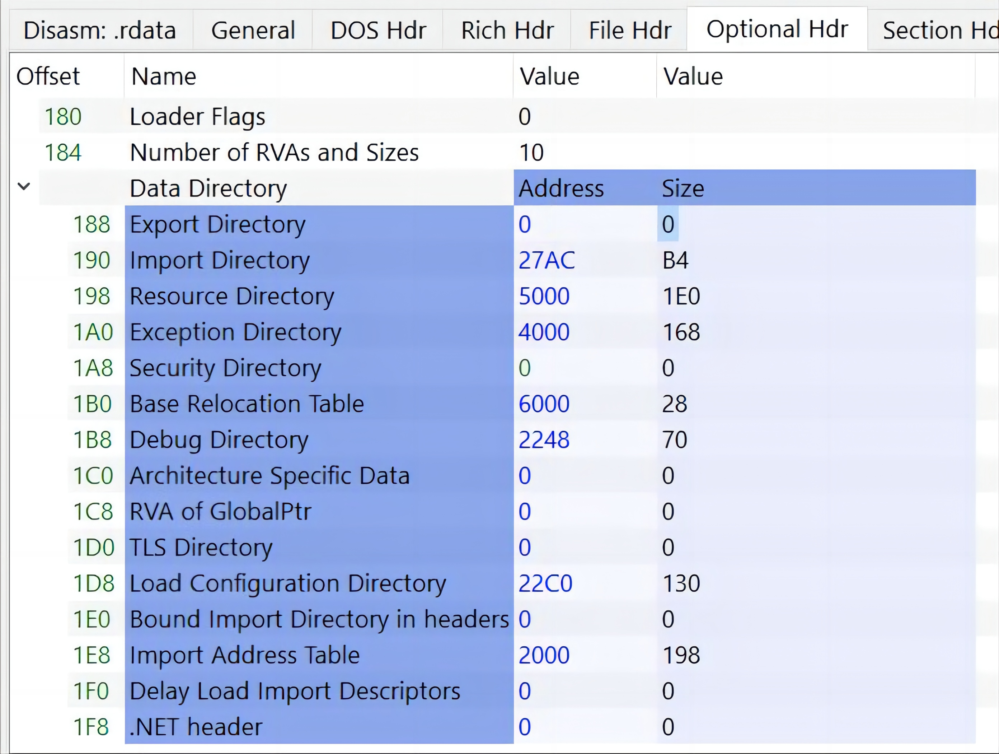 Disasm: .rdata General DOS Hdr Rich Hdr File Hdr Optional Hdr Section Hd
Offset Name Value Value
180 Loader Flags 0
184 Number of RVAs and Sizes 10
Data Directory Address Size
188 Export Directory 0 0
190 Import Directory 27AC B4
198 Resource Directory 5000 1E0
1A0 Exception Directory 4000 168
1A8 Security Directory 0 0
1B0 Base Relocation Table 6000 28
1B8 Debug Directory 2248 70
1C0 Architecture Specific Data 0 0
1C8 RVA of GlobalPtr 0 0
1D0 TLS Directory 0 0
1D8 Load Configuration Directory 22C0 130
1E0 Bound Import Directory in headers 0 0
1E8 Import Address Table 2000 198
1F0 Delay Load Import Descriptors 0 0
1F8 .NET header 0 0